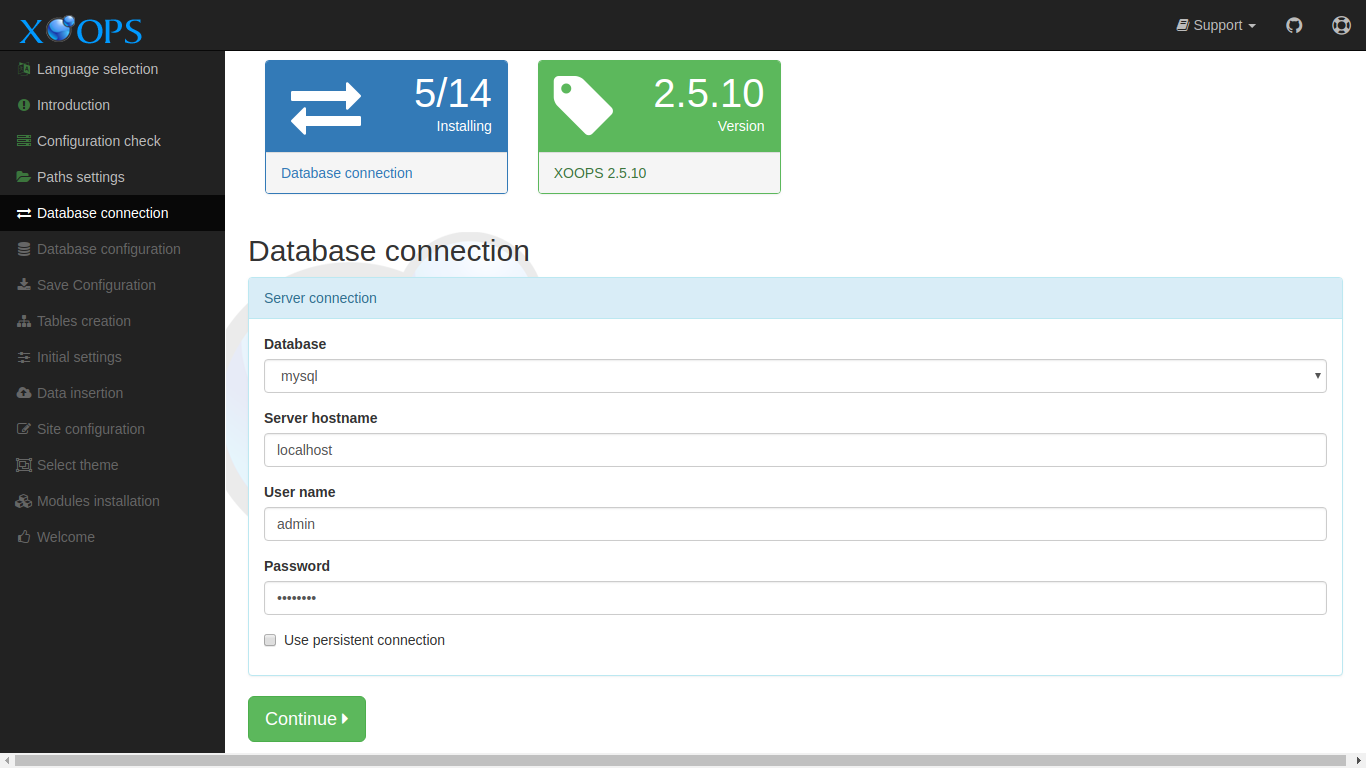 XOOPS
Support
Language selection
Introduction
Configuration check
Paths settings
Database connection
Database configuration
Save Configuration
Tables creation
Initial settings
Data insertion
Site configuration
Select theme
Modules installation
Welcome
5/14
Installing
Database connection
2.5.10
Version
XOOPS 2.5.10
Database connection
Server connection
Database
mysql
Server hostname
localhost
User name
admin
Password
••••••••
Use persistent connection
Continue